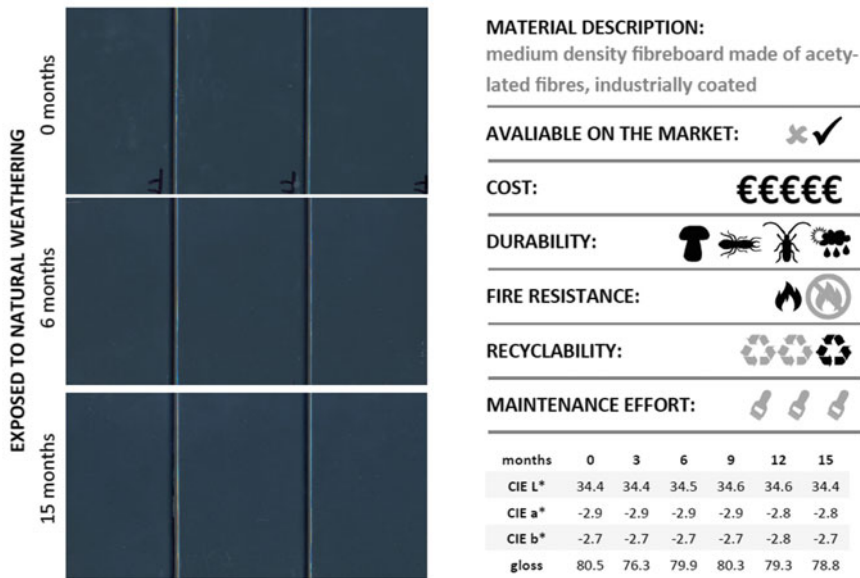 EXPOSED TO NATURAL WEATHERING
0 months
6 months
15 months
MATERIAL DESCRIPTION:
medium density fibreboard made of acety-
lated fibres, industrially coated
AVALIABLE ON THE MARKET:
COST: €€€€€
DURABILITY:
FIRE RESISTANCE:
RECYCLABILITY:
MAINTENANCE EFFORT:
months 0 3 6 9 12 15
CIE L* 34.4 34.4 34.5 34.6 34.6 34.4
CIE a* -2.9 -2.9 -2.9 -2.9 -2.8 -2.8
CIE b* -2.7 -2.7 -2.7 -2.7 -2.8 -2.7
gloss 80.5 76.3 79.9 80.3 79.3 78.8